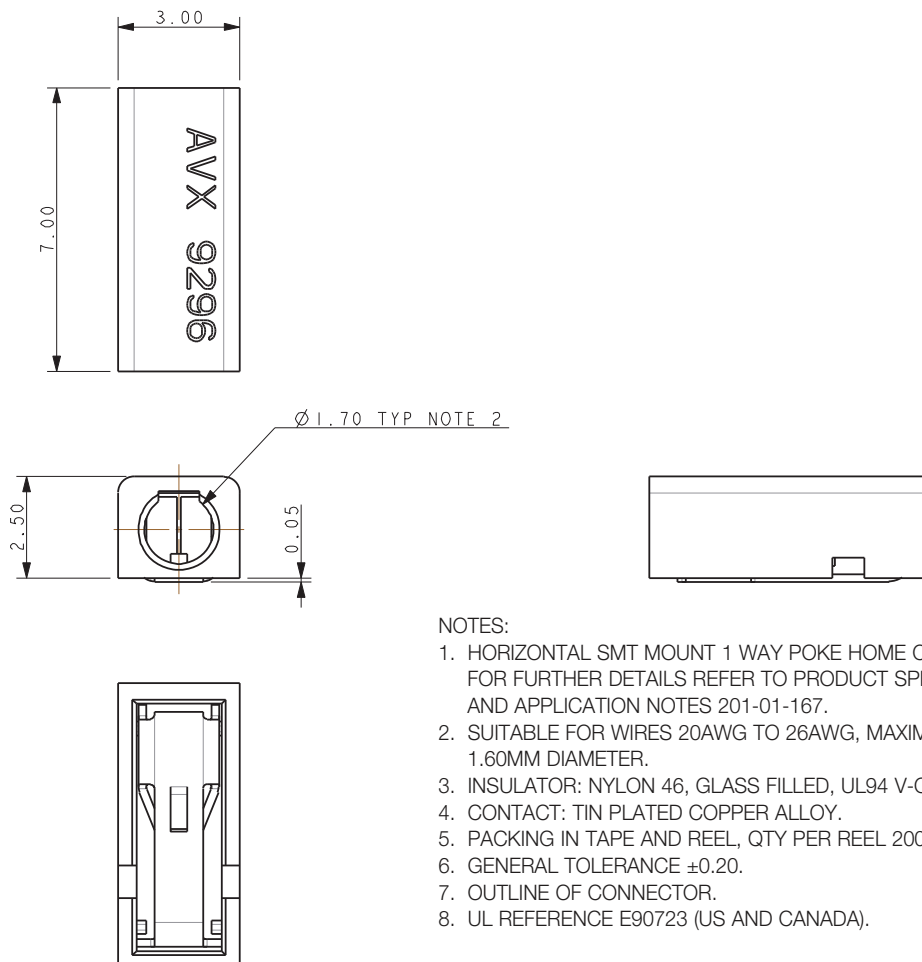 3.00
7.00
AVX 9296
Ø1.70 TYP NOTE 2
2.50
0.05
NOTES:
1. HORIZONTAL SMT MOUNT 1 WAY POKE HOME
FOR FURTHER DETAILS REFER TO PRODUCT
AND APPLICATION NOTES 201-01-167.
2. SUITABLE FOR WIRES 20AWG TO 26AWG,
1.60MM DIAMETER.
3. INSULATOR: NYLON 46, GLASS FILLED, UL94
4. CONTACT: TIN PLATED COPPER ALLOY.
5. PACKING IN TAPE AND REEL, QTY PER REEL
6. GENERAL TOLERANCE ±0.20.
7. OUTLINE OF CONNECTOR.
8. UL REFERENCE E90723 (US AND CANADA).